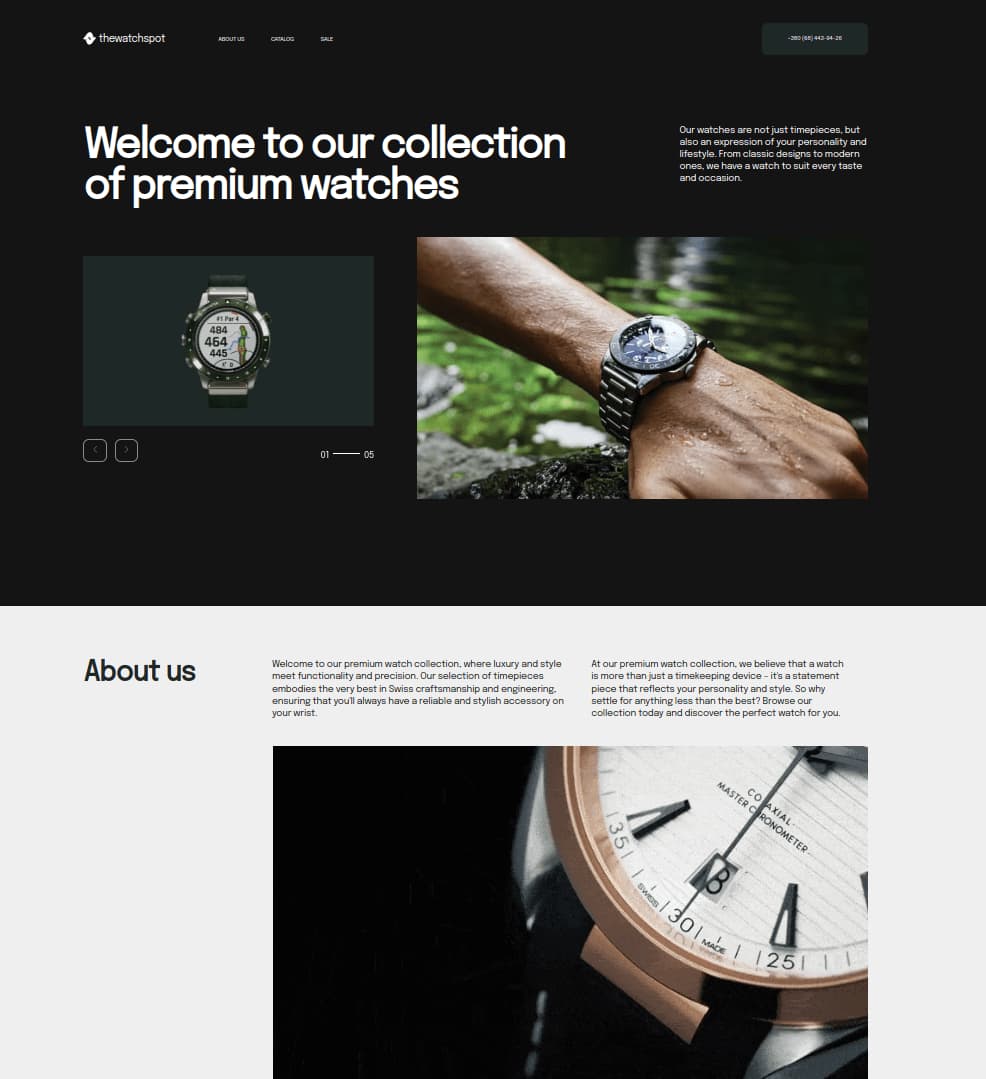 thewatchspot
ABOUT US
CATALOG
SALE
+380 (68) 443-94-26
Welcome to our collection
of premium watches
Our watches are not just timepieces, but
also an expression of your personality and
lifestyle. From classic designs to modern
ones, we have a watch to suit every taste
and occasion.
#1 Par 4
484
464
445
01
05
About us
Welcome to our premium watch collection, where luxury and style
meet functionality and precision. Our selection of timepieces
embodies the very best in Swiss craftsmanship and engineering,
ensuring that you'll always have a reliable and stylish accessory on
your wrist.
At our premium watch collection, we believe that a watch
is more than just a timekeeping device – it's a statement
piece that reflects your personality and style. So why
settle for anything less than the best? Browse our
collection today and discover the perfect watch for you.
CO-AXIAL
MASTER CHRONOMETER
35
SWISS
30
MADE
25